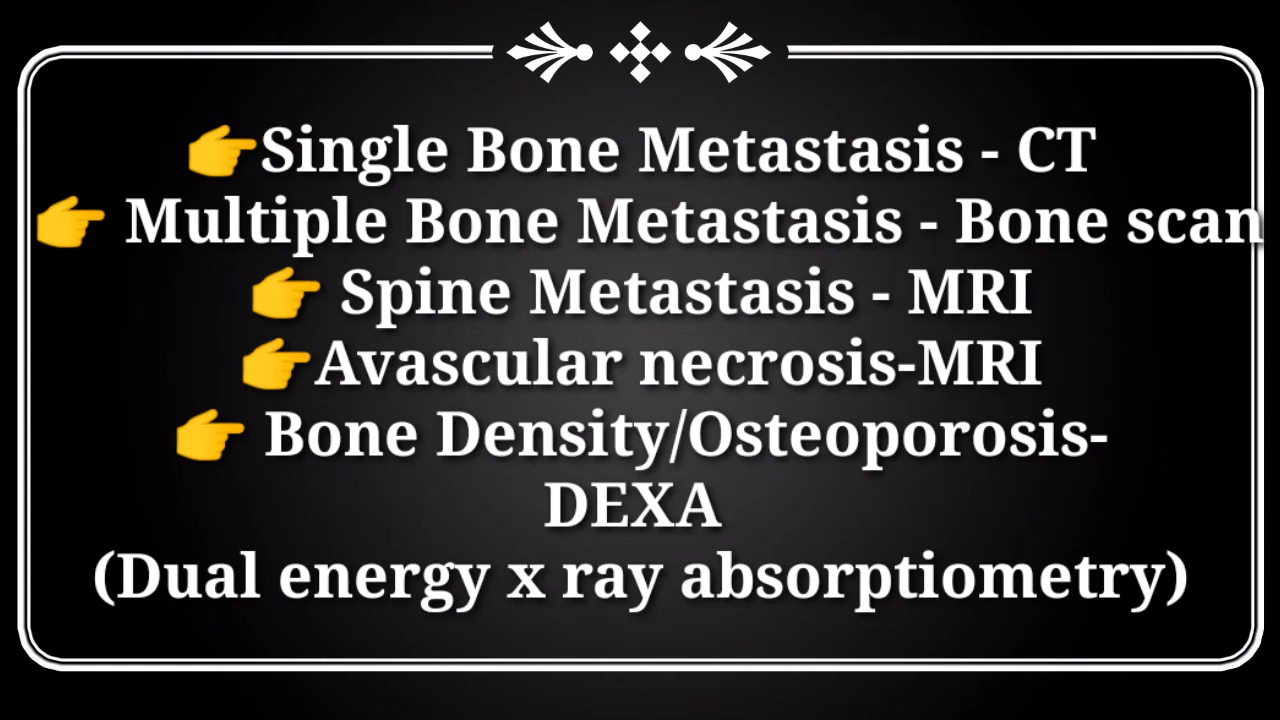 👉Single Bone Metastasis - CT
👉 Multiple Bone Metastasis - Bone scan
👉 Spine Metastasis - MRI
👉Avascular necrosis-MRI
👉 Bone Density/Osteoporosis-
DEXA
(Dual energy x ray absorptiometry)